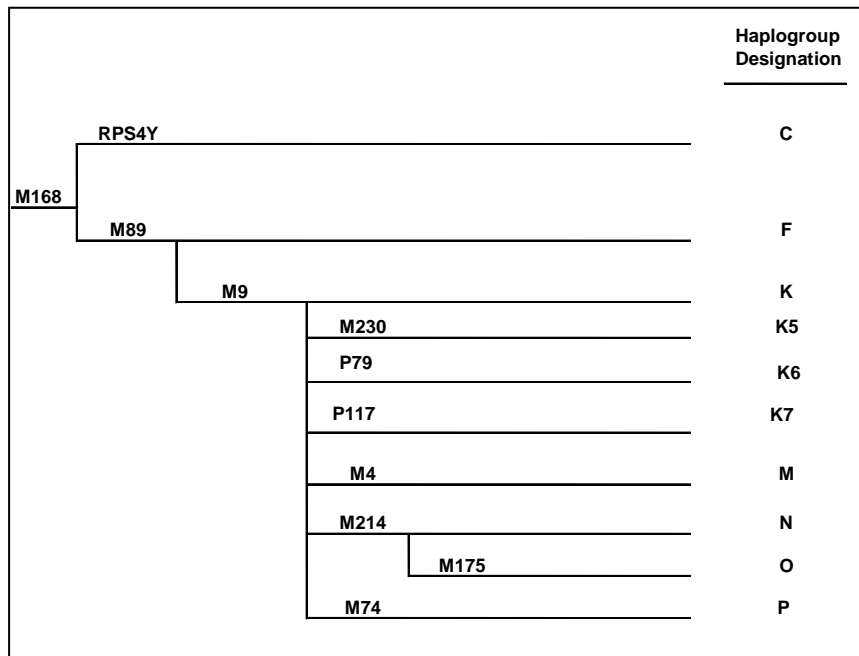 Haplogroup
Designation
RPS4Y C
M168
M89 F
M9 K
M230 K5
P79 K6
P117 K7
M4 M
M214 N
M175 O
M74 P